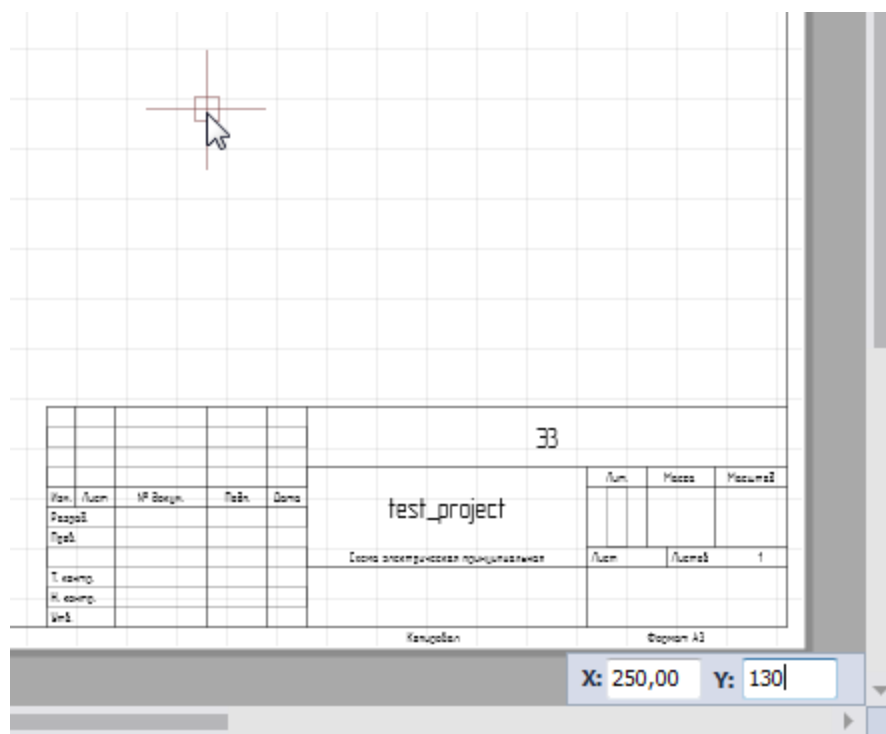 Э3
Лит. Масса Масштаб
Изм. Лист № докум. Подп. Дата
test_project
Разраб.
Пров.
Схема электрическая принципиальная
Лист Листов 1
Т. контр.
Н. контр.
Утв.
Копировал Формат А3
X: 250,00 Y: 130